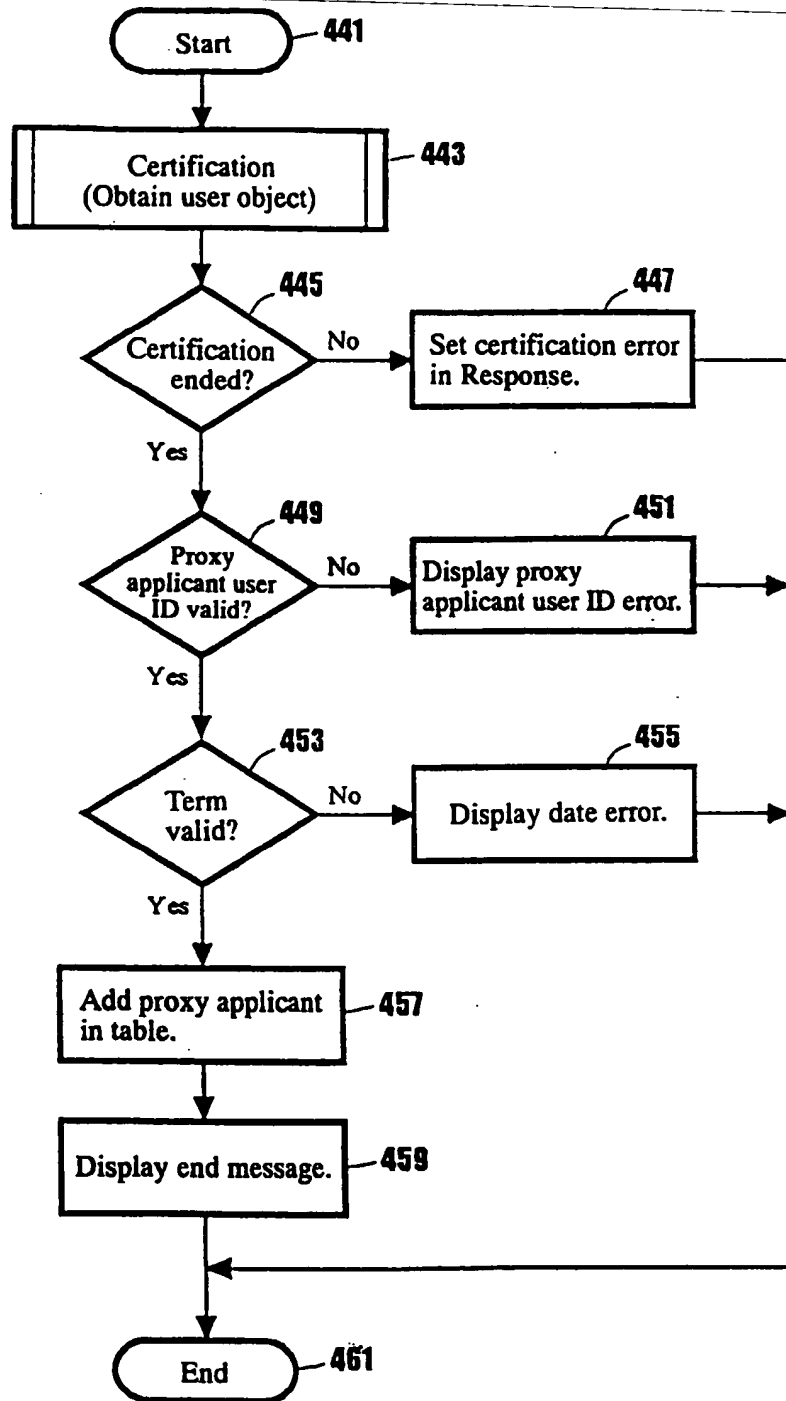 Start
441
Certification
(Obtain user object)
443
445
Certification
ended?
No
Yes
447
Set certification error
in Response.
449
Proxy
applicant user
ID valid?
No
Yes
451
Display proxy
applicant user ID error.
453
Term
valid?
No
Yes
455
Display date error.
Add proxy applicant
in table.
457
Display end message.
459
End
461